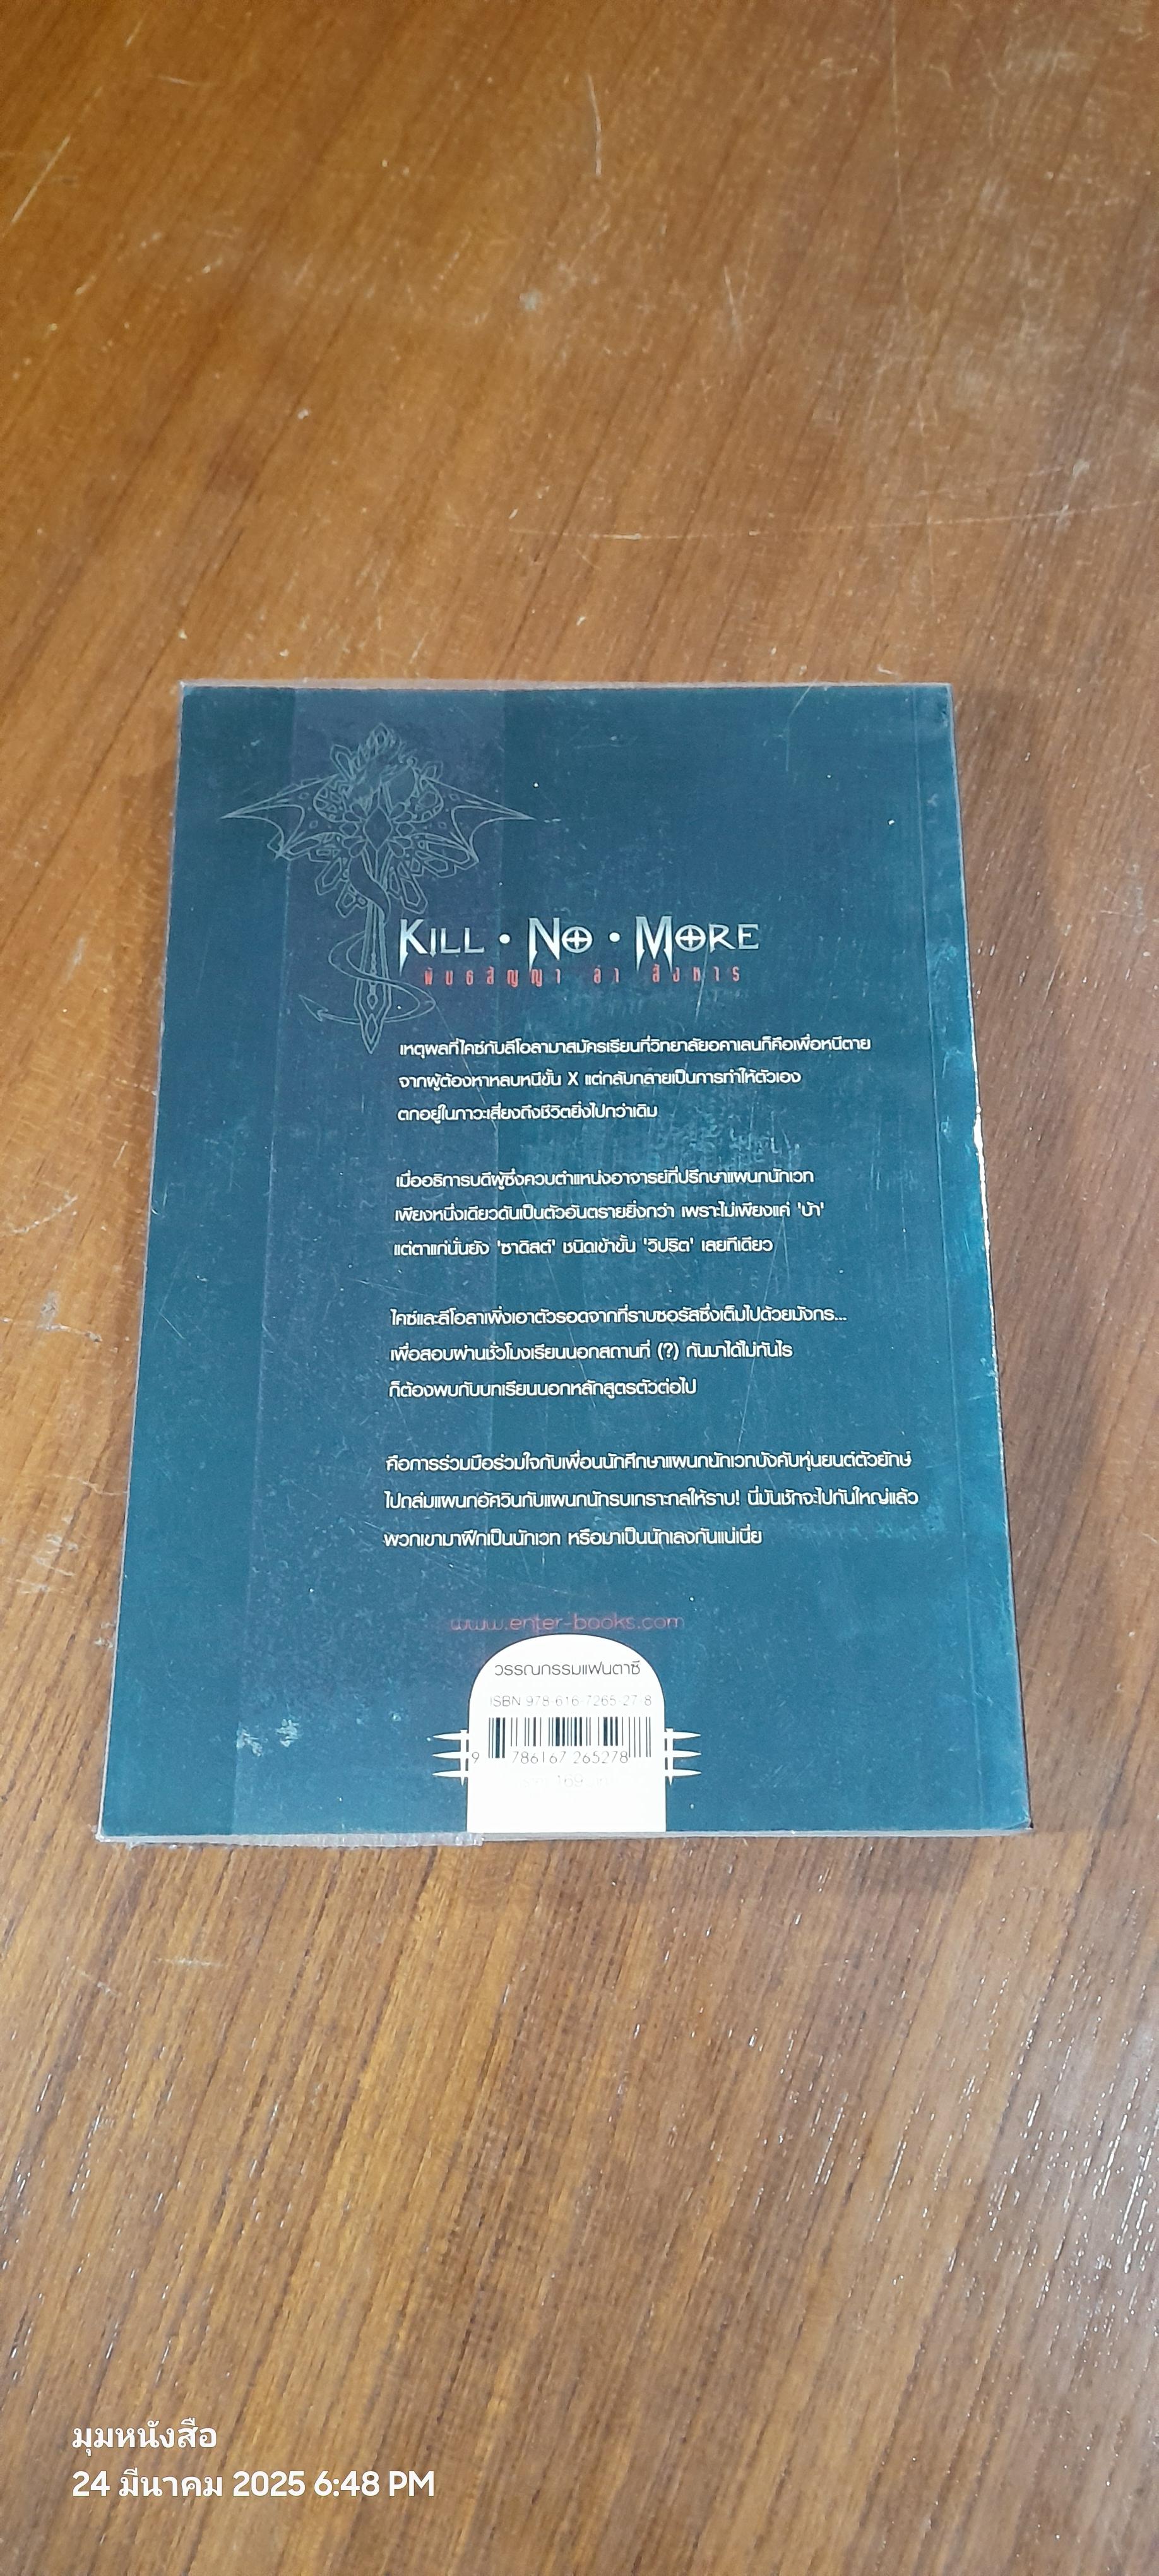 KILL • NO • MORE
พันธสัญญา ล่า สังหาร
เหตุผลที่ไคซ์กับลีโอลามาสมัครเรียนที่วิทยาลัยอคาเลนก็คือเพื่อหนีตาย
จากผู้ต้องหาหลบหนีขั้น X แต่กลับกลายเป็นการทำให้ตัวเอง
ตกอยู่ในภาวะเสี่ยงถึงชีวิตยิ่งไปกว่าเดิม
เมื่ออธิการบดีผู้ซึ่งควบตำแหน่งอาจารย์ที่ปรึกษาแผนกนักเวท
เพียงหนึ่งเดียวดันเป็นตัวอันตรายยิ่งกว่า เพราะไม่เพียงแค่ 'บ้า'
แต่ตาแก่นั่นยัง 'ซาดิสต์' ชนิดเข้าขั้น 'วิปริต' เลยทีเดียว
ไคซ์และลีโอลาเพิ่งเอาตัวรอดจากที่ราบซอรัสซึ่งเต็มไปด้วยมังกร...
เพื่อสอบผ่านชั่วโมงเรียนนอกสถานที่ (?) กันมาได้ไม่ทันไร
ก็ต้องพบกับบทเรียนนอกหลักสูตรตัวต่อไป
คือการร่วมมือร่วมใจกับเพื่อนนักศึกษาแผนกนักเวทบังคับหุ่นยนต์ตัวยักษ์
ไปถล่มแผนกอัศวินกับแผนกนักรบเกราะกลให้ราบ! นี่มันชักจะไปกันใหญ่แล้ว
พวกเขามาฝึกเป็นนักเวท หรือมาเป็นนักเลงกันแน่เนี่ย
www.enter-books.com
วรรณกรรมแฟนตาซี
ISBN 978-616-7265-27-8
9 786167 265278
169
มุมหนังสือ
24 มีนาคม 2025 6:48 PM